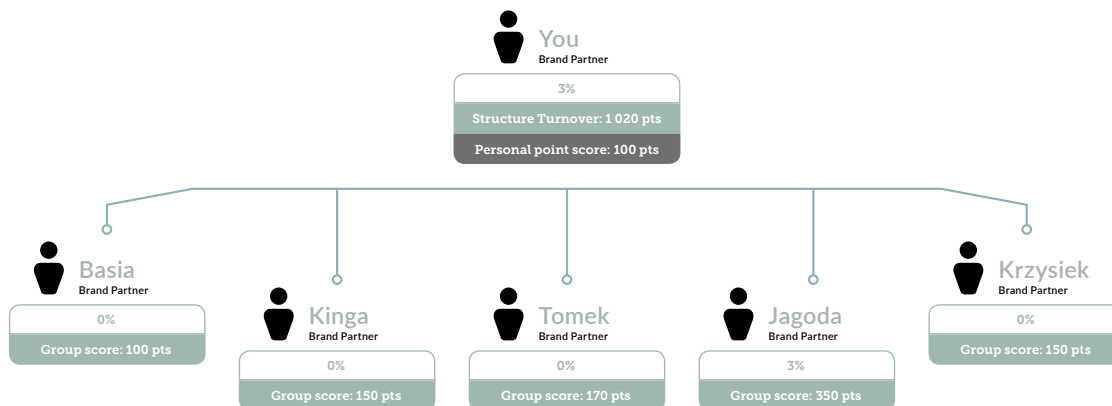 You
Brand Partner
3%
Structure Turnover: 1 020 pts
Personal point score: 100 pts
Basia
Brand Partner
0%
Group score: 100 pts
Kinga
Brand Partner
0%
Group score: 150 pts
Tomek
Brand Partner
0%
Group score: 170 pts
Jagoda
Brand Partner
3%
Group score: 350 pts
Krzysiek
Brand Partner
0%
Group score: 150 pts